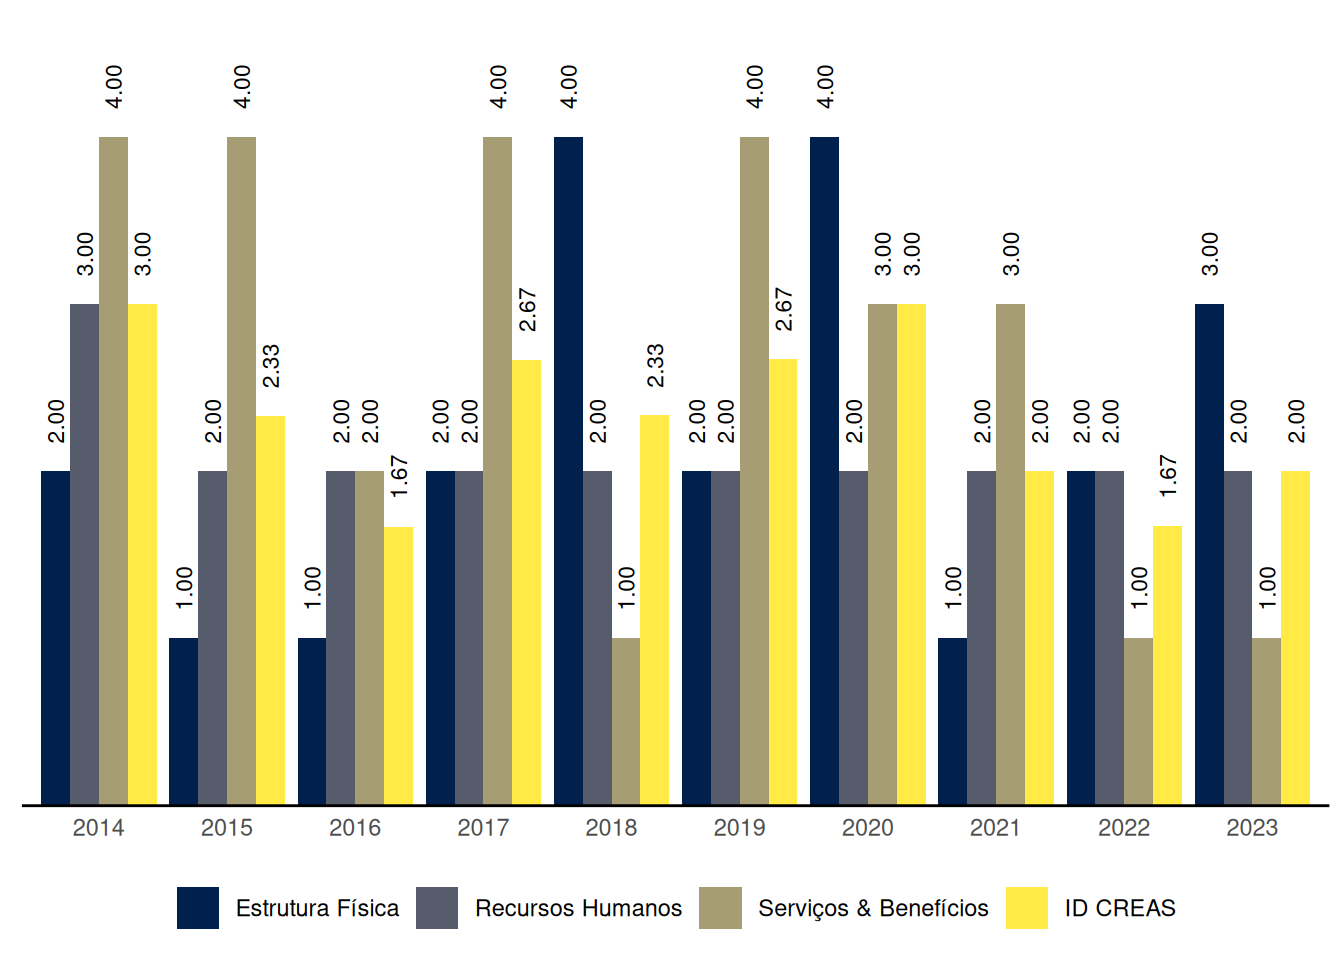 4.00 4.00 4.00 4.00 4.00 4.00
3.00 3.00 3.00 3.00 3.00 3.00
2.67 2.67
2.33 2.33
2.00 2.00 2.00 2.00 2.00 2.00 2.00 2.00 2.00 2.00 2.00 2.00 2.00 2.00 2.00 2.00
1.67 1.67
1.00 1.00 1.00 1.00 1.00 1.00
2014 2015 2016 2017 2018 2019 2020 2021 2022 2023
Estrutura Física Recursos Humanos Serviços & Benefícios ID CREAS